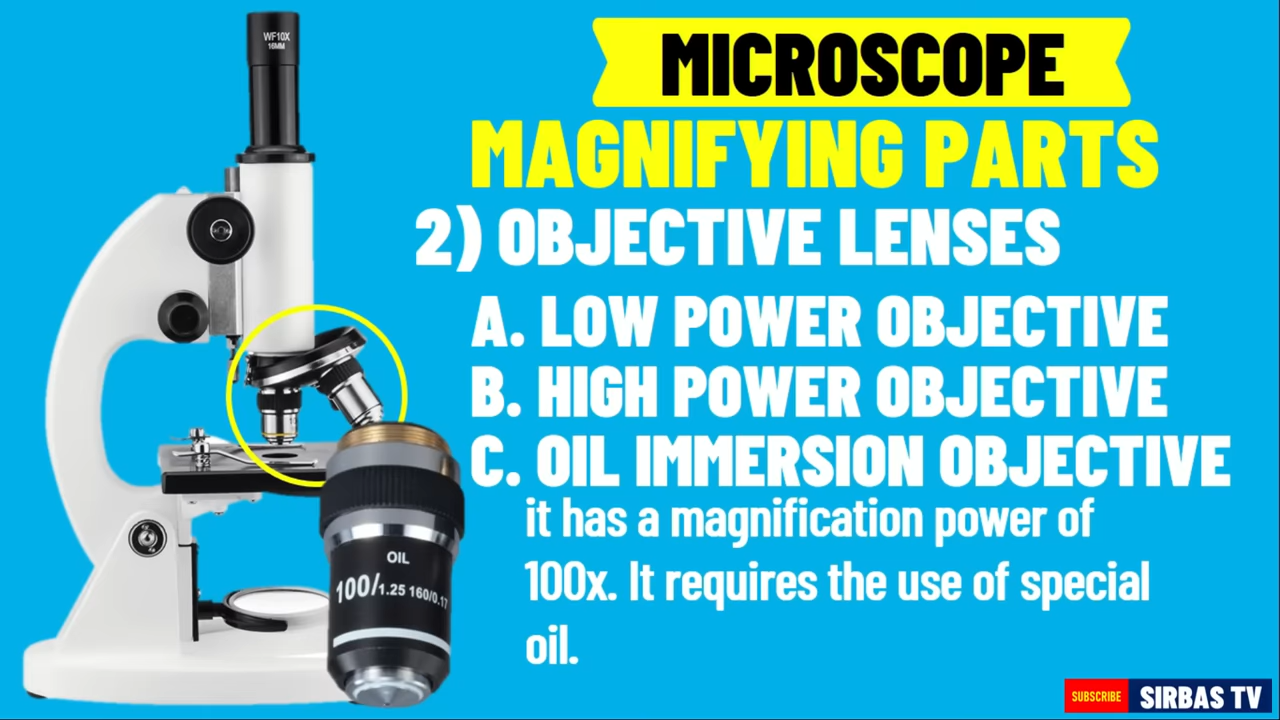 WF10X
16MM
MICROSCOPE
MAGNIFYING PARTS
2) OBJECTIVE LENSES
A. LOW POWER OBJECTIVE
B. HIGH POWER OBJECTIVE
C. OIL IMMERSION OBJECTIVE
it has a magnification power of
100x. It requires the use of special
oil.
OIL
100/1.25 160/0.17
SUBSCRIBE SIRBAS TV